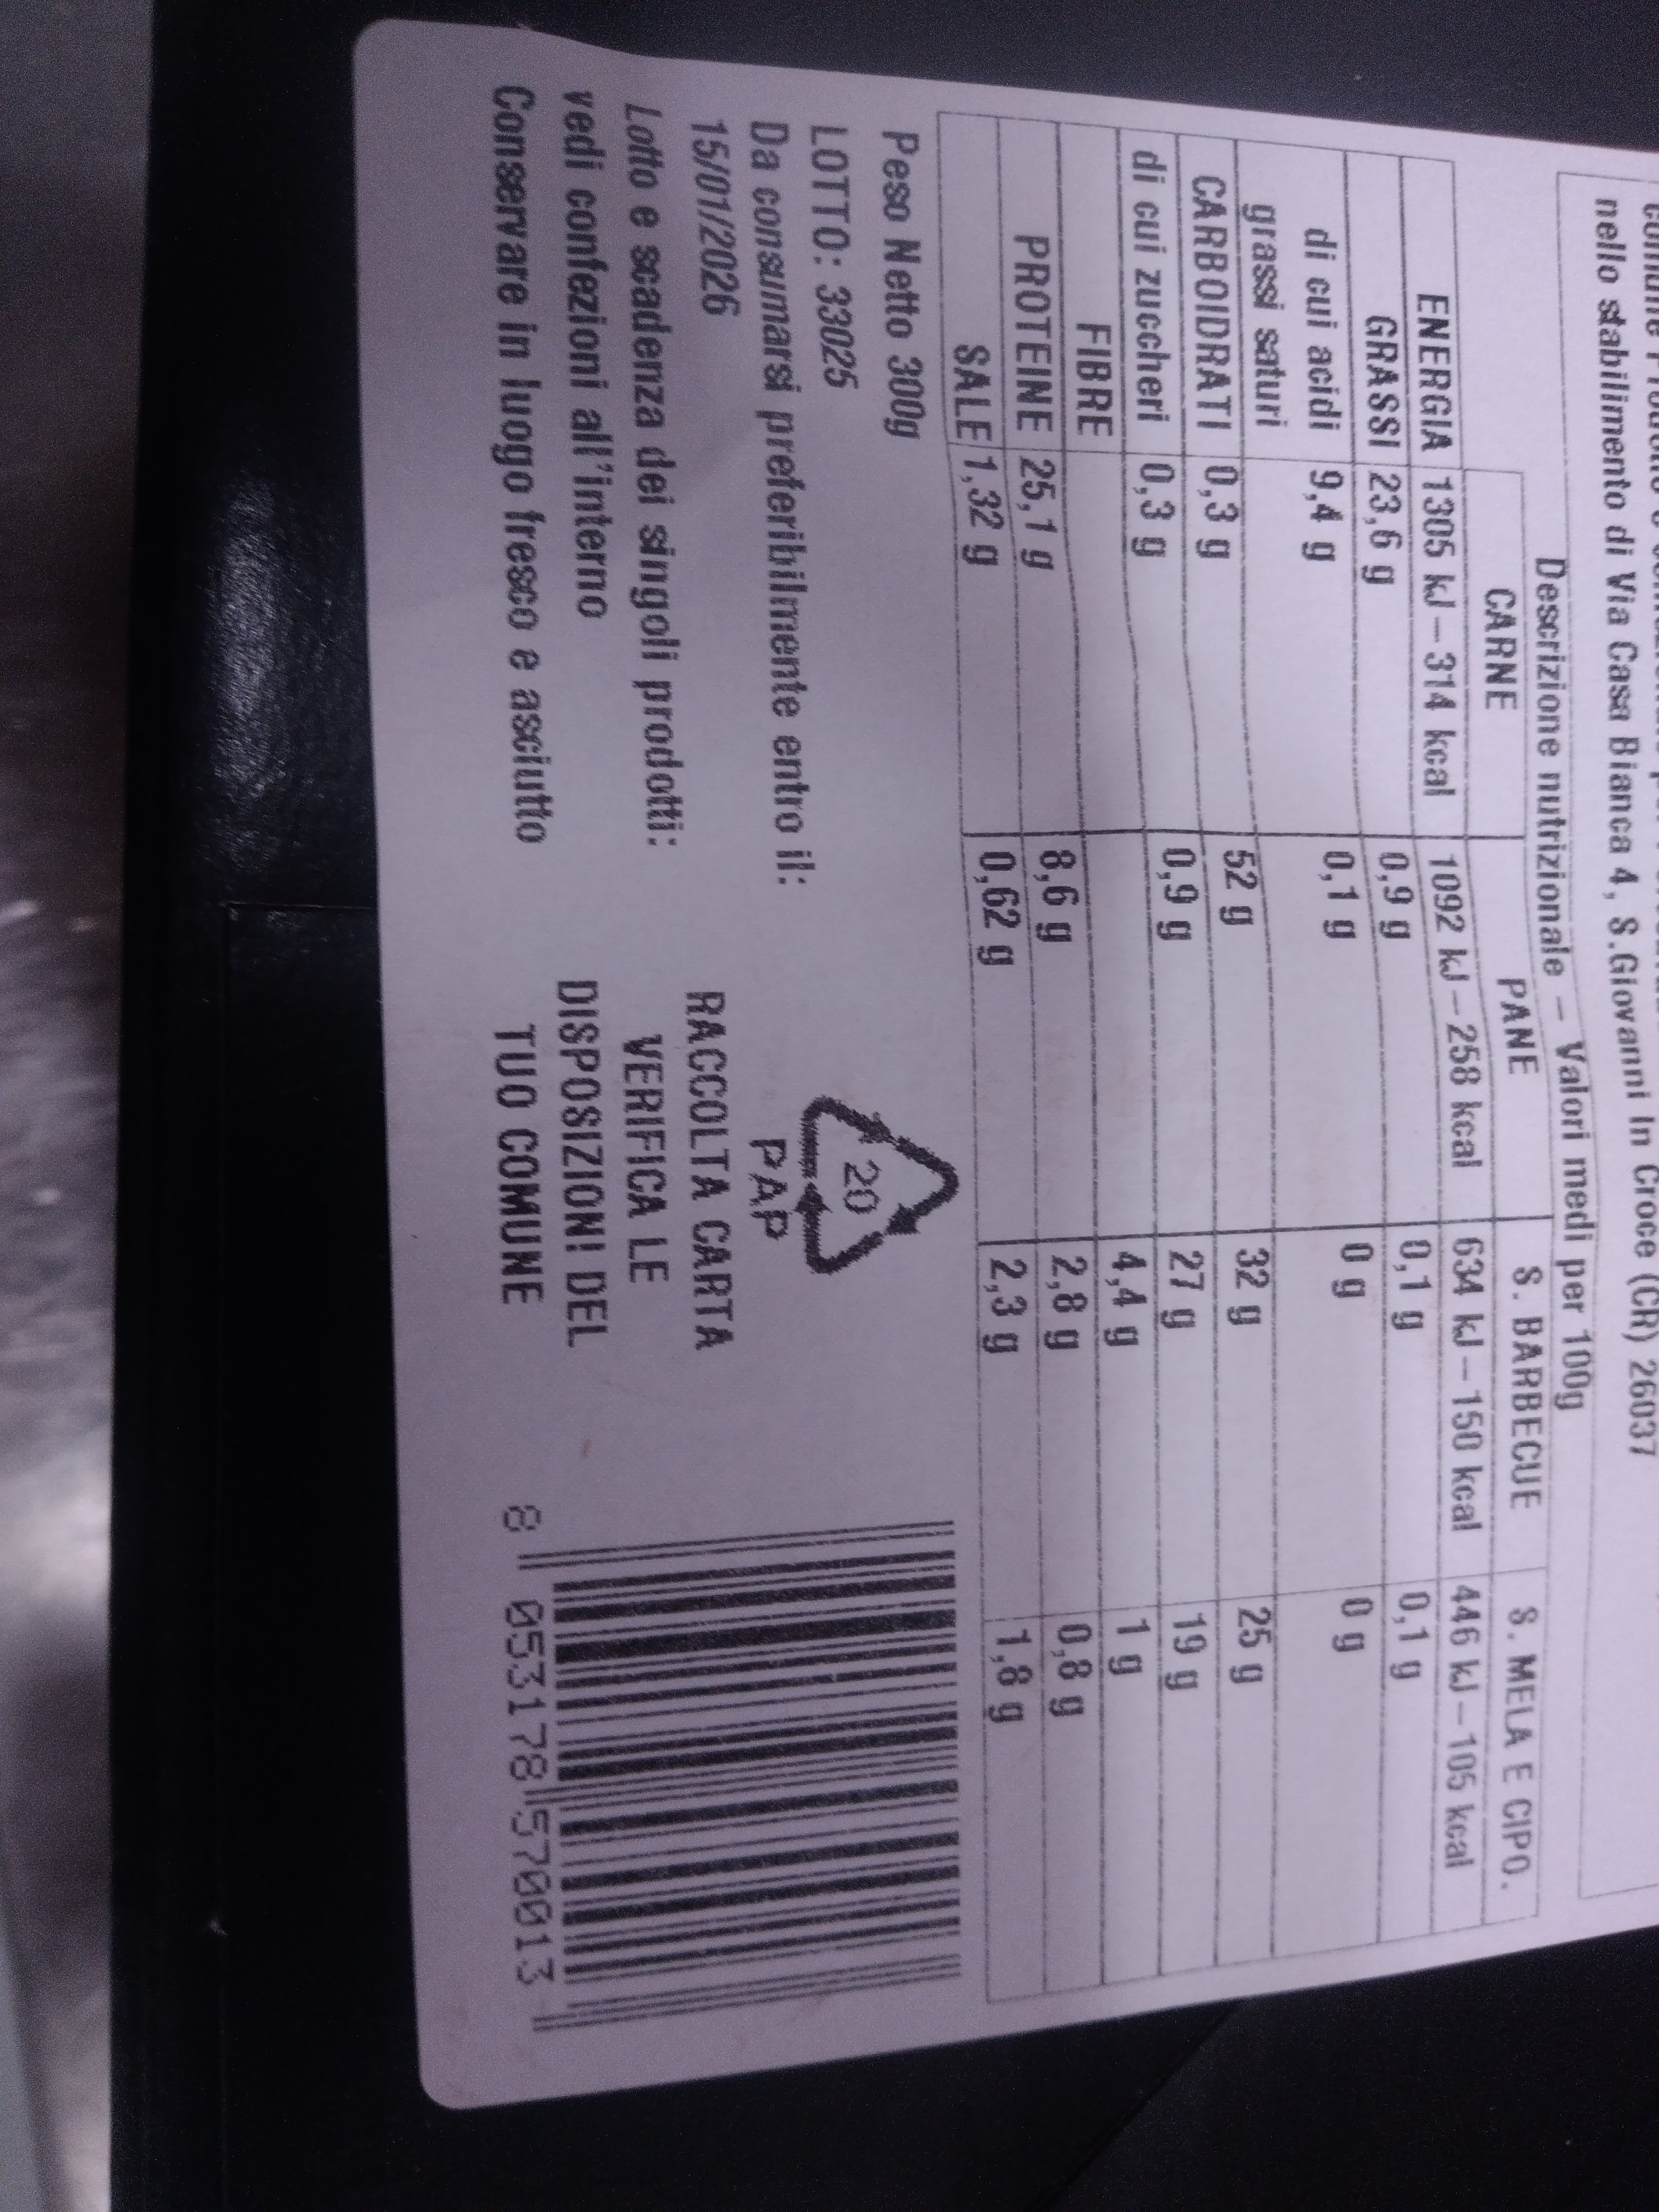 nello stabilimento di Via Casa Bianca 4, S.Giovanni In Croce (CR) 26037
Descrizione nutrizionale – Valori medi per 100g
CARNE PANE S. BARBECUE S. MELA E CIPO.
ENERGIA 1305 kJ – 314 kcal 1092 kJ – 258 kcal 634 kJ – 150 kcal 446 kJ – 105 kcal
GRASSI 23,6 g 0,9 g 0,1 g 0,1 g
di cui acidi
grassi saturi 9,4 g 0,1 g 0 g 0 g
CARBOIDRATI 0,3 g 52 g 32 g 25 g
di cui zuccheri 0,3 g 0,9 g 27 g 19 g
FIBRE 4,4 g 1 g
PROTEINE 25,1 g 8,6 g 2,8 g 0,8 g
SALE 1,32 g 0,62 g 2,3 g 1,8 g
Peso Netto 300g
LOTTO: 33025
Da consumarsi preferibilmente entro il:
15/01/2026
Lotto e scadenza dei singoli prodotti:
vedi confezioni all'interno
Conservare in luogo fresco e asciutto
20
PAP
RACCOLTA CARTA
VERIFICA LE
DISPOSIZIONI DEL
TUO COMUNE
8 053178 570013